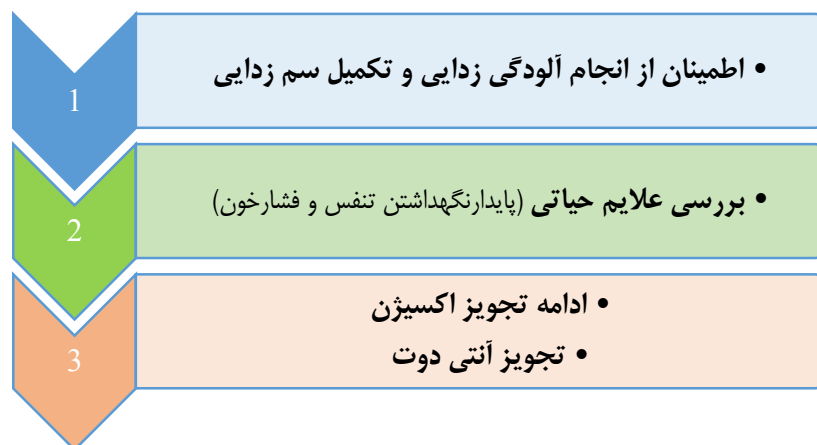 1
• اطمینان از انجام آلودگی زدایی و تکمیل سم زدایی
2
• بررسی علایم حیاتی (پایدارنگهداشتن تنفس و فشارخون)
3
• ادامه تجویز اکسیژن
• تجویز آنتی دوت